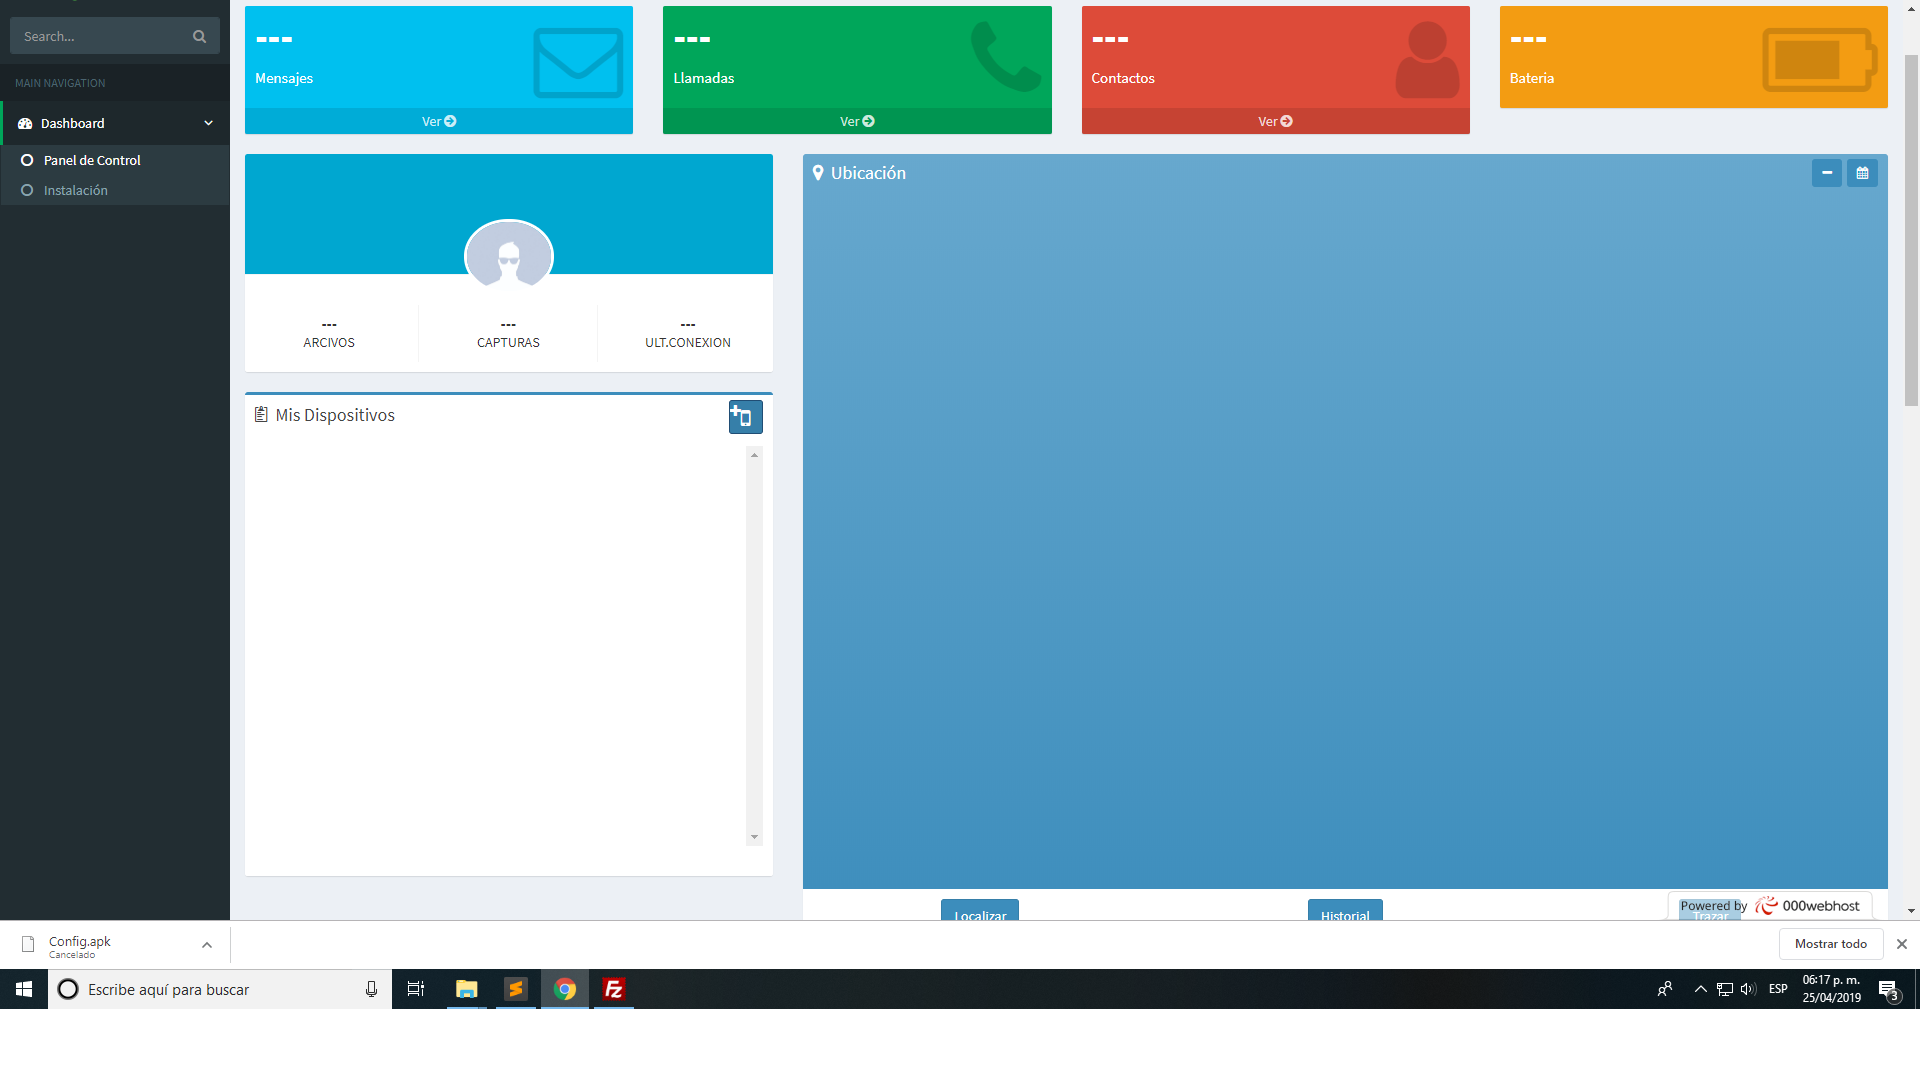 Search...
MAIN NAVIGATION
Dashboard
Panel de Control
Instalación
---
Mensajes
Ver
---
Llamadas
Ver
---
Contactos
Ver
---
Bateria
---
ARCIVOS
---
CAPTURAS
---
ULT.CONEXION
Mis Dispositivos
Ubicación
Localizar
Historial
Trazar
Powered by 000webhost
Config.apk
Cancelado
Mostrar todo
Escribe aquí para buscar
ESP
06:17 p. m.
25/04/2019
3